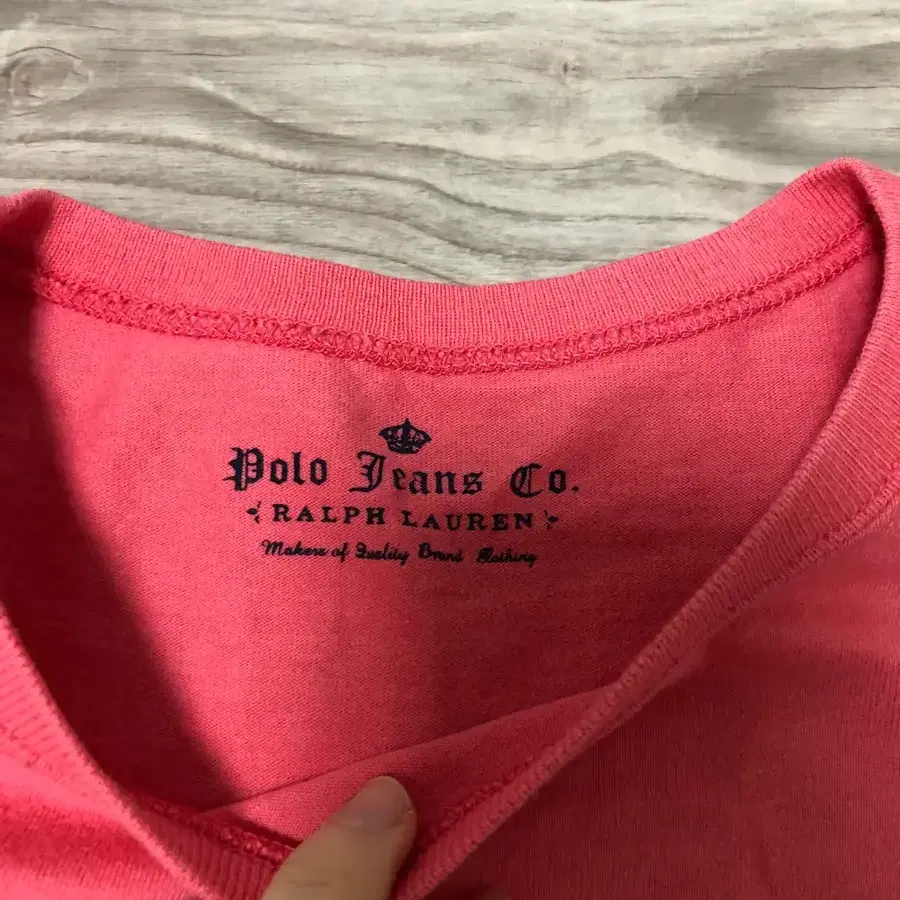 Polo Jeans Co.
RALPH LAUREN
Makers of Quality Brand Clothing